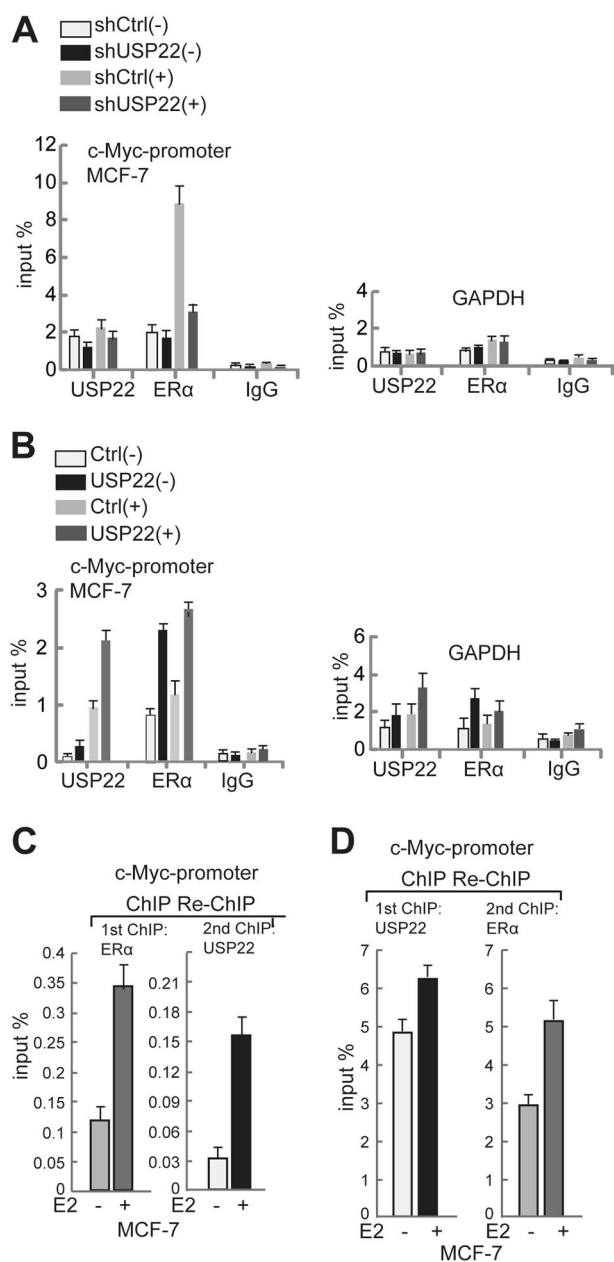 A
shCtrl(-)
shUSP22(-)
shCtrl(+)
shUSP22(+)
c-Myc-promoter
MCF-7
input %
12
10
8
6
4
2
0
USP22 ERα IgG
GAPDH
input %
4
2
0
USP22 ERα IgG
B
Ctrl(-)
USP22(-)
Ctrl(+)
USP22(+)
c-Myc-promoter
MCF-7
input %
3
2
1
0
USP22 ERα IgG
GAPDH
input %
6
4
2
0
USP22 ERα IgG
C
c-Myc-promoter
ChIP Re-ChIP
1st ChIP:
ERα
2nd ChIP:
USP22
input %
0.4
0.35
0.3
0.25
0.2
0.15
0.1
0.05
0
0.21
0.18
0.15
0.12
0.09
0.06
0.03
0
E2 - + - +
MCF-7
D
c-Myc-promoter
ChIP Re-ChIP
1st ChIP:
USP22
2nd ChIP:
ERα
input %
7
6
5
4
3
2
1
0
7
6
5
4
3
2
1
0
E2 - + - +
MCF-7